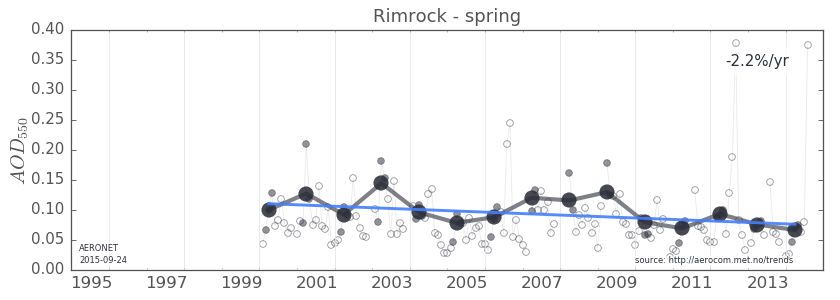 Rimrock - spring
0.40
0.35
-2.2%/yr
0.30
0.25
AOD550
0.20
0.15
0.10
0.05
AERONET
2015-09-24
source: http://aerocom.met.no/trends
0.00
1995 1997 1999 2001 2003 2005 2007 2009 2011 2013